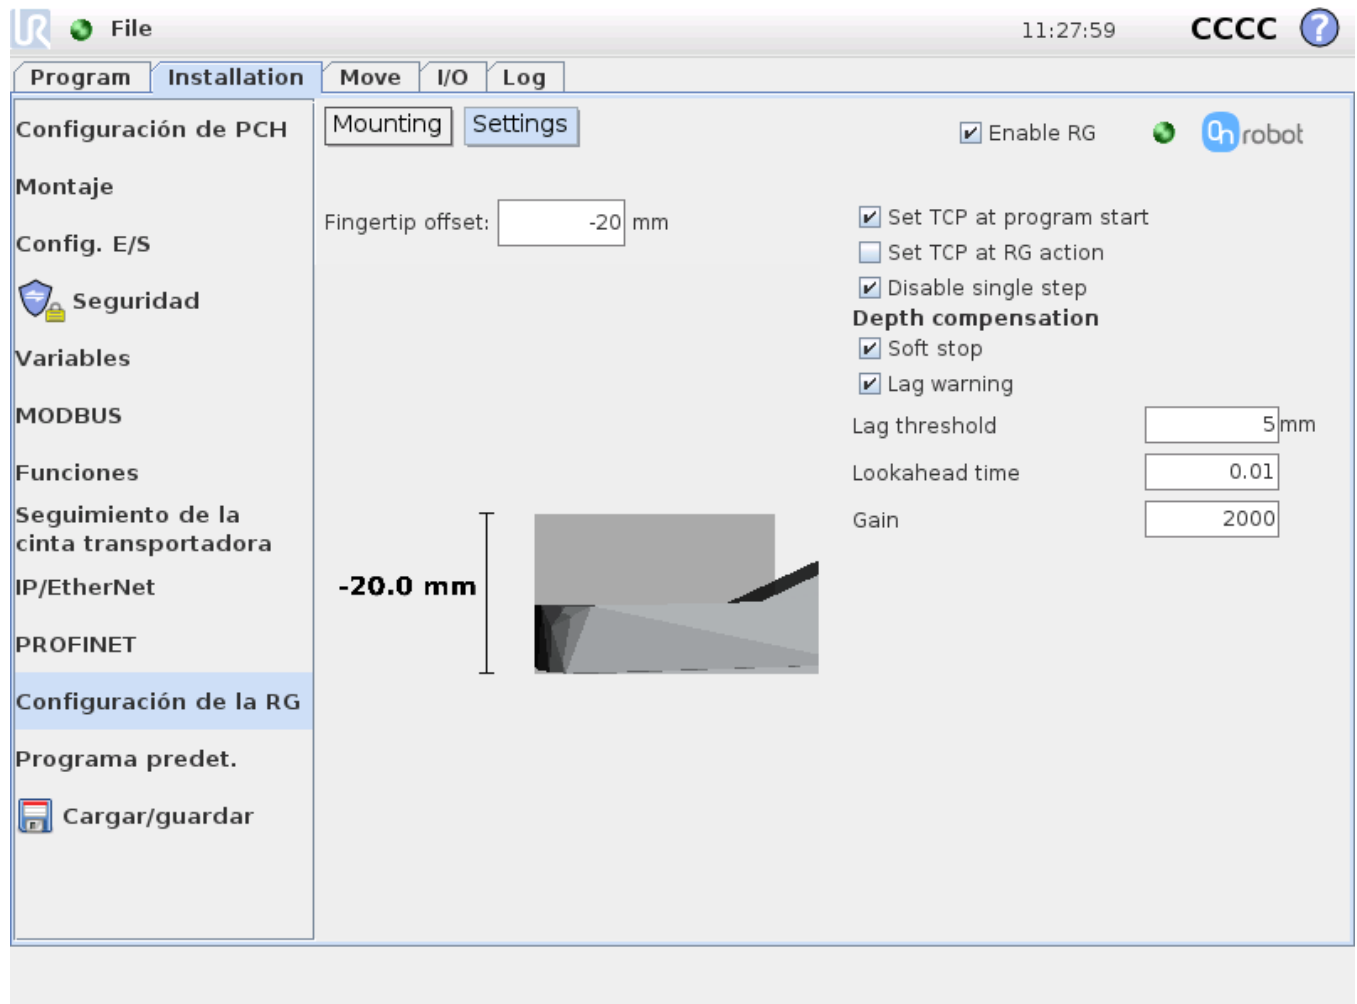 File
11:27:59
CCCC
?
Program
Installation
Move
I/O
Log
Configuración de PCH
Montaje
Config. E/S
Seguridad
Variables
MODBUS
Funciones
Seguimiento de la
cinta transportadora
IP/EtherNet
PROFINET
Configuración de la RG
Programa predet.
Cargar/guardar
Mounting
Settings
Enable RG
On robot
Fingertip offset: -20 mm
-20.0 mm
Set TCP at program start
Set TCP at RG action
Disable single step
Depth compensation
Soft stop
Lag warning
Lag threshold 5 mm
Lookahead time 0.01
Gain 2000